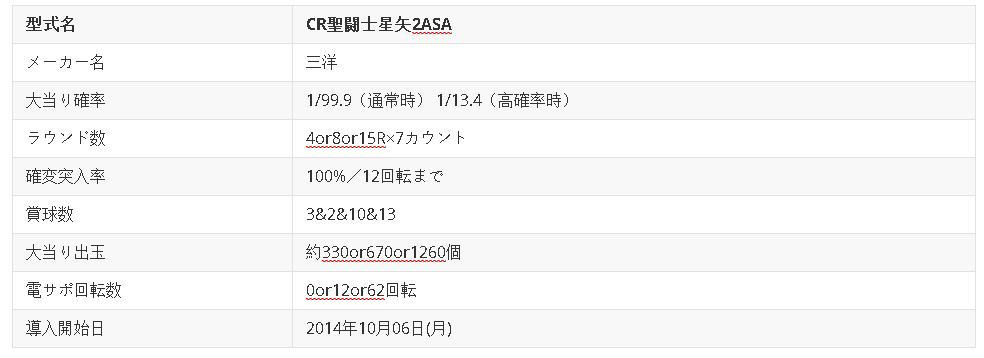 型式名 CR聖闘士星矢2ASA
メーカー名 三洋
大当り確率 1/99.9（通常時） 1/13.4（高確率時）
ラウンド数 4or8or15R×7カウント
確変突入率 100%／12回転まで
賞球数 3&2&10&13
大当り出玉 約330or670or1260個
電サポ回転数 0or12or62回転
導入開始日 2014年10月06日(月)